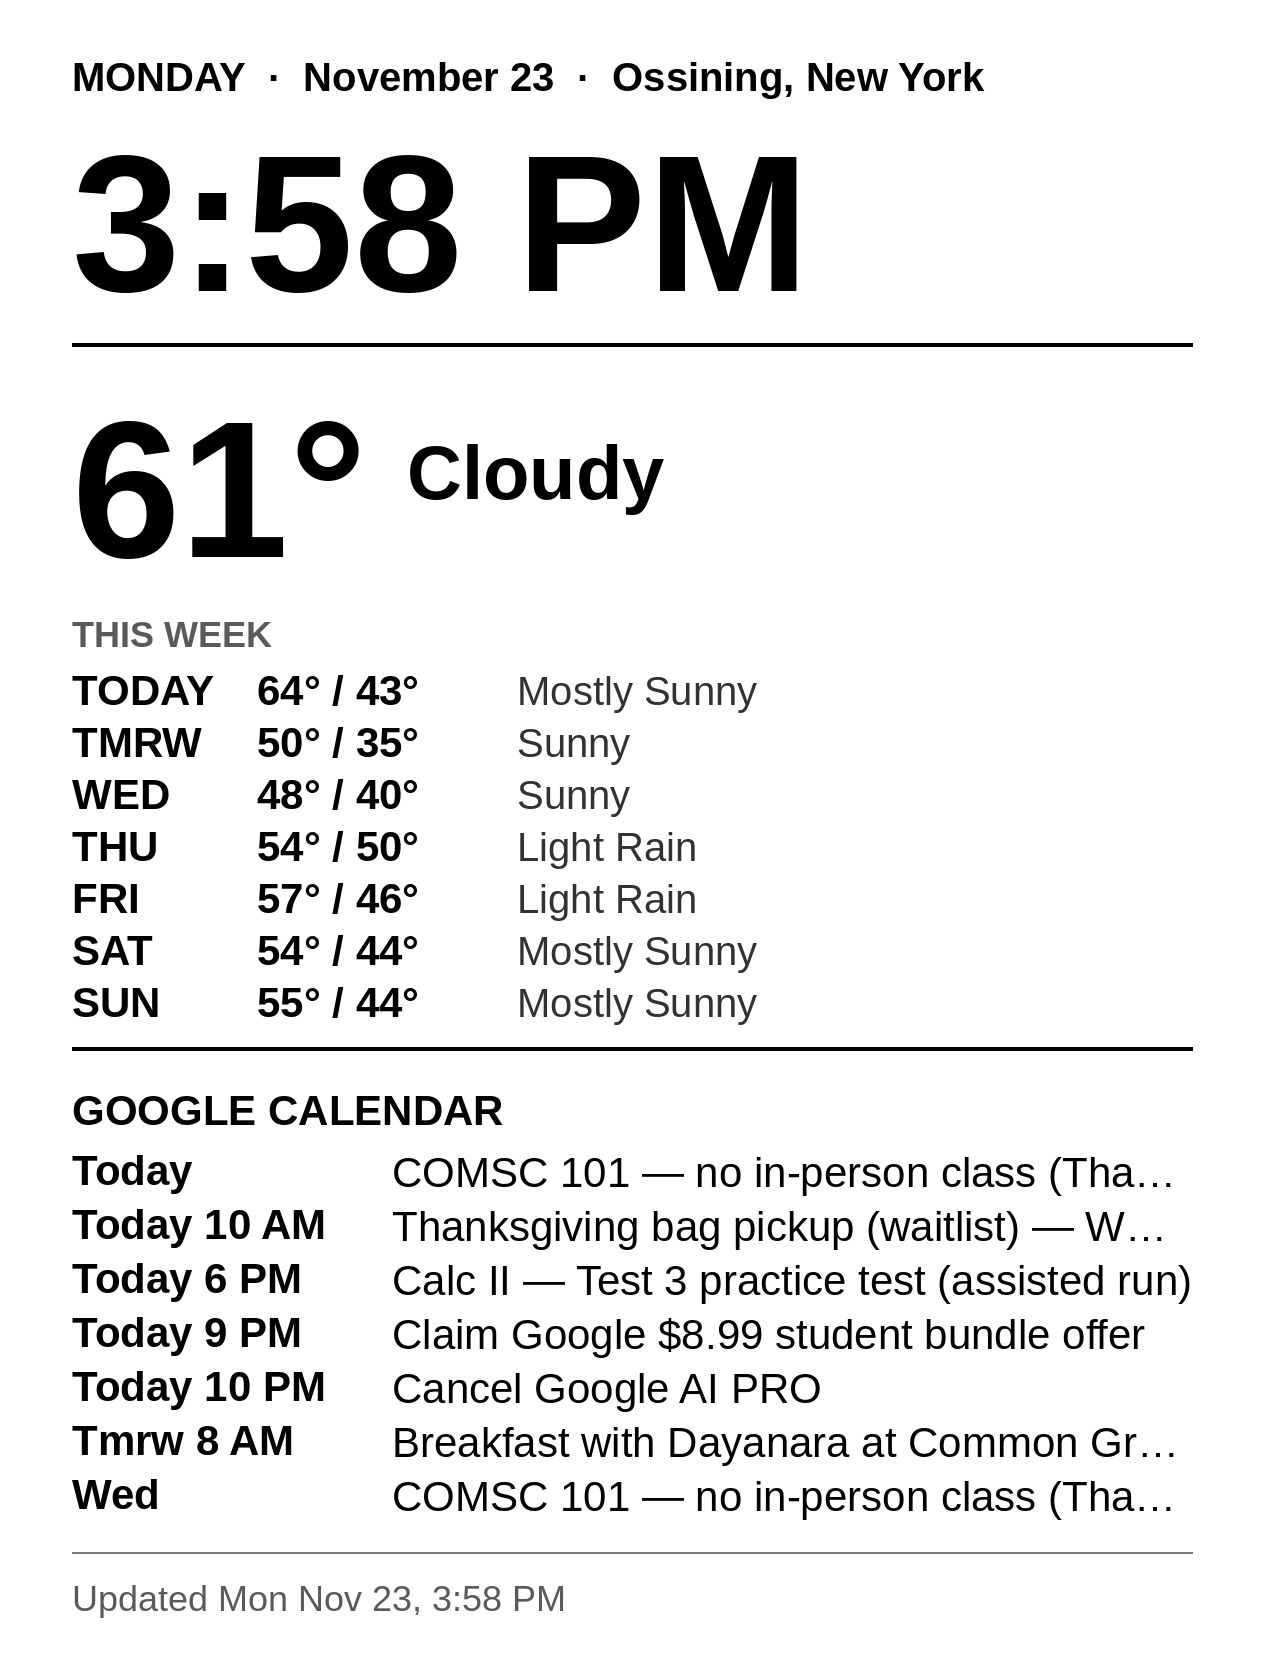 MONDAY · November 23 · Ossining, New York
3:58 PM
61° Cloudy
THIS WEEK
TODAY 64° / 43° Mostly Sunny
TMRW 50° / 35° Sunny
WED 48° / 40° Sunny
THU 54° / 50° Light Rain
FRI 57° / 46° Light Rain
SAT 54° / 44° Mostly Sunny
SUN 55° / 44° Mostly Sunny
GOOGLE CALENDAR
Today COMSC 101 — no in-person class (Tha…
Today 10 AM Thanksgiving bag pickup (waitlist) — W…
Today 6 PM Calc II — Test 3 practice test (assisted run)
Today 9 PM Claim Google $8.99 student bundle offer
Today 10 PM Cancel Google AI PRO
Tmrw 8 AM Breakfast with Dayanara at Common Gr…
Wed COMSC 101 — no in-person class (Tha…
Updated Mon Nov 23, 3:58 PM